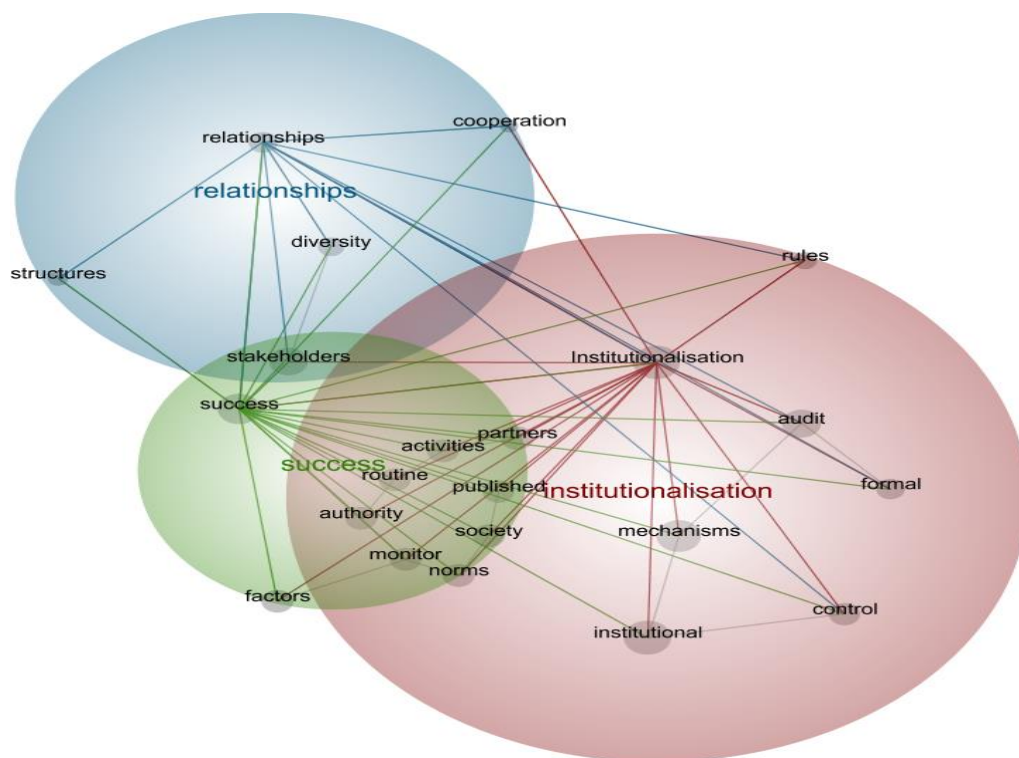 cooperation
relationships
relationships
diversity
rules
structures
stakeholders
Institutionalisation
success
audit
partners
activities
success
routine
published
institutionalisation
formal
authority
society
mechanisms
monitor
norms
factors
control
institutional